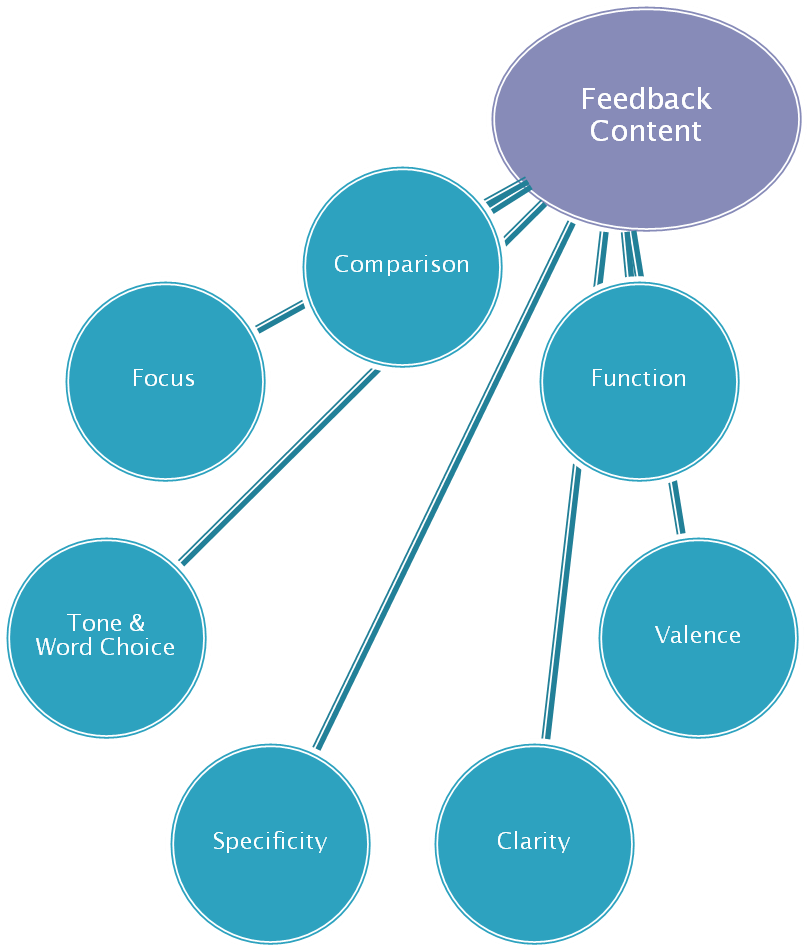 Feedback
Content
Comparison
Focus
Function
Tone &
Word Choice
Valence
Specificity
Clarity